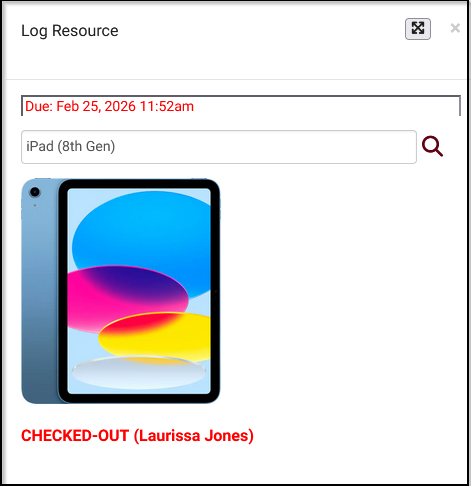 Log Resource
×
Due: Feb 25, 2026 11:52am
iPad (8th Gen)
CHECKED-OUT (Laurissa Jones)